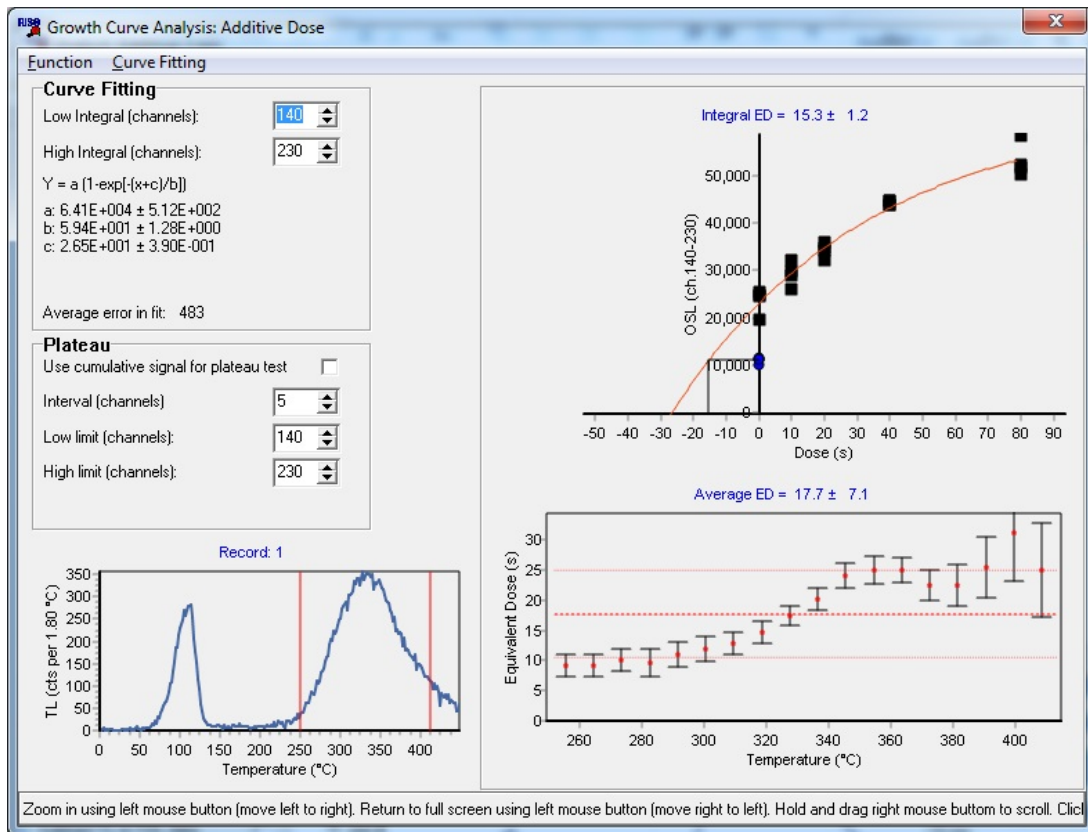 RISØ Growth Curve Analysis: Additive Dose
x
Function Curve Fitting
Curve Fitting
Low Integral (channels): 140
High Integral (channels): 230
Y = a (1-exp[-(x+c)/b])
a: 6.41E+004 ± 5.12E+002
b: 5.94E+001 ± 1.28E+000
c: 2.65E+001 ± 3.90E-001
Average error in fit: 483
Plateau
Use cumulative signal for plateau test
Interval (channels) 5
Low limit (channels): 140
High limit (channels): 230
Record: 1
350
300
250
200
150
100
50
0
TL (cts per 1.80 °C)
0 50 100 150 200 250 300 350 400
Temperature (°C)
Integral ED = 15.3 ± 1.2
50,000
40,000
30,000
20,000
10,000
0
OSL (ch.140-230)
-50 -40 -30 -20 -10 0 10 20 30 40 50 60 70 80 90
Dose (s)
Average ED = 17.7 ± 7.1
30
25
20
15
10
5
0
Equivalent Dose (s)
260 280 300 320 340 360 380 400
Temperature (°C)
Zoom in using left mouse button (move left to right). Return to full screen using left mouse button (move right to left). Hold and drag right mouse buttom to scroll. Clic